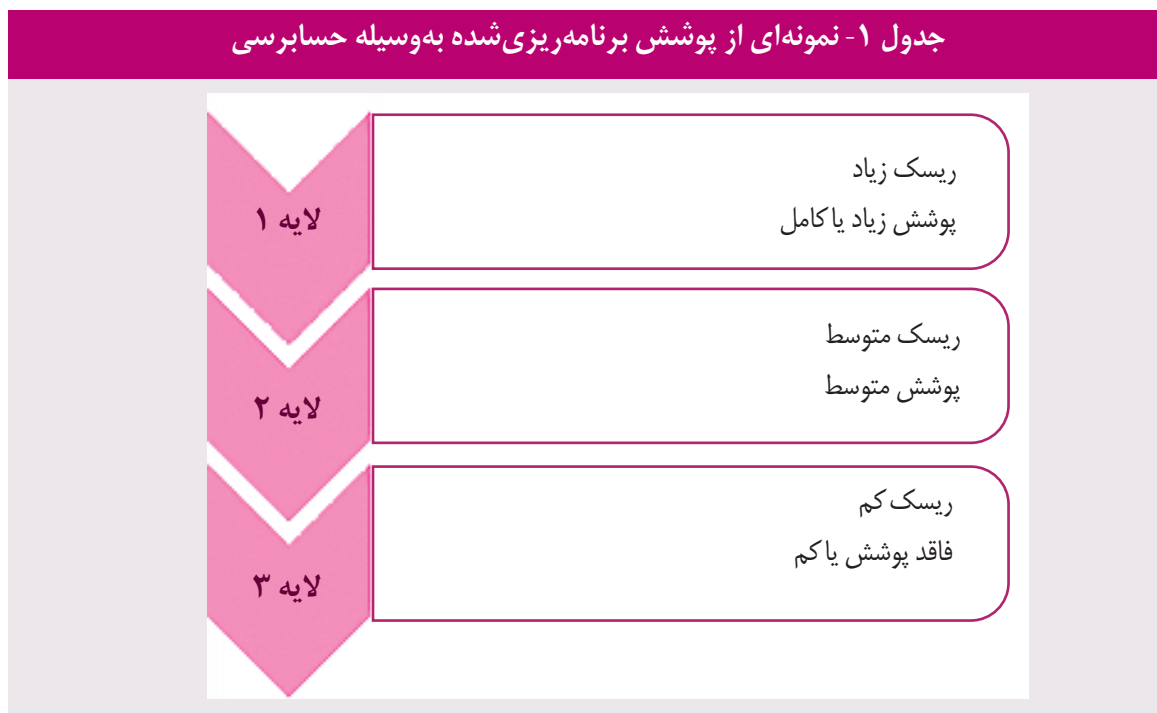 جدول ۱- نمونه‌ای از پوشش برنامه‌ریزی‌شده به‌وسیله حسابرسی
لایه ۱
ریسک زیاد
پوشش زیاد یا کامل
لایه ۲
ریسک متوسط
پوشش متوسط
لایه ۳
ریسک کم
فاقد پوشش یا کم